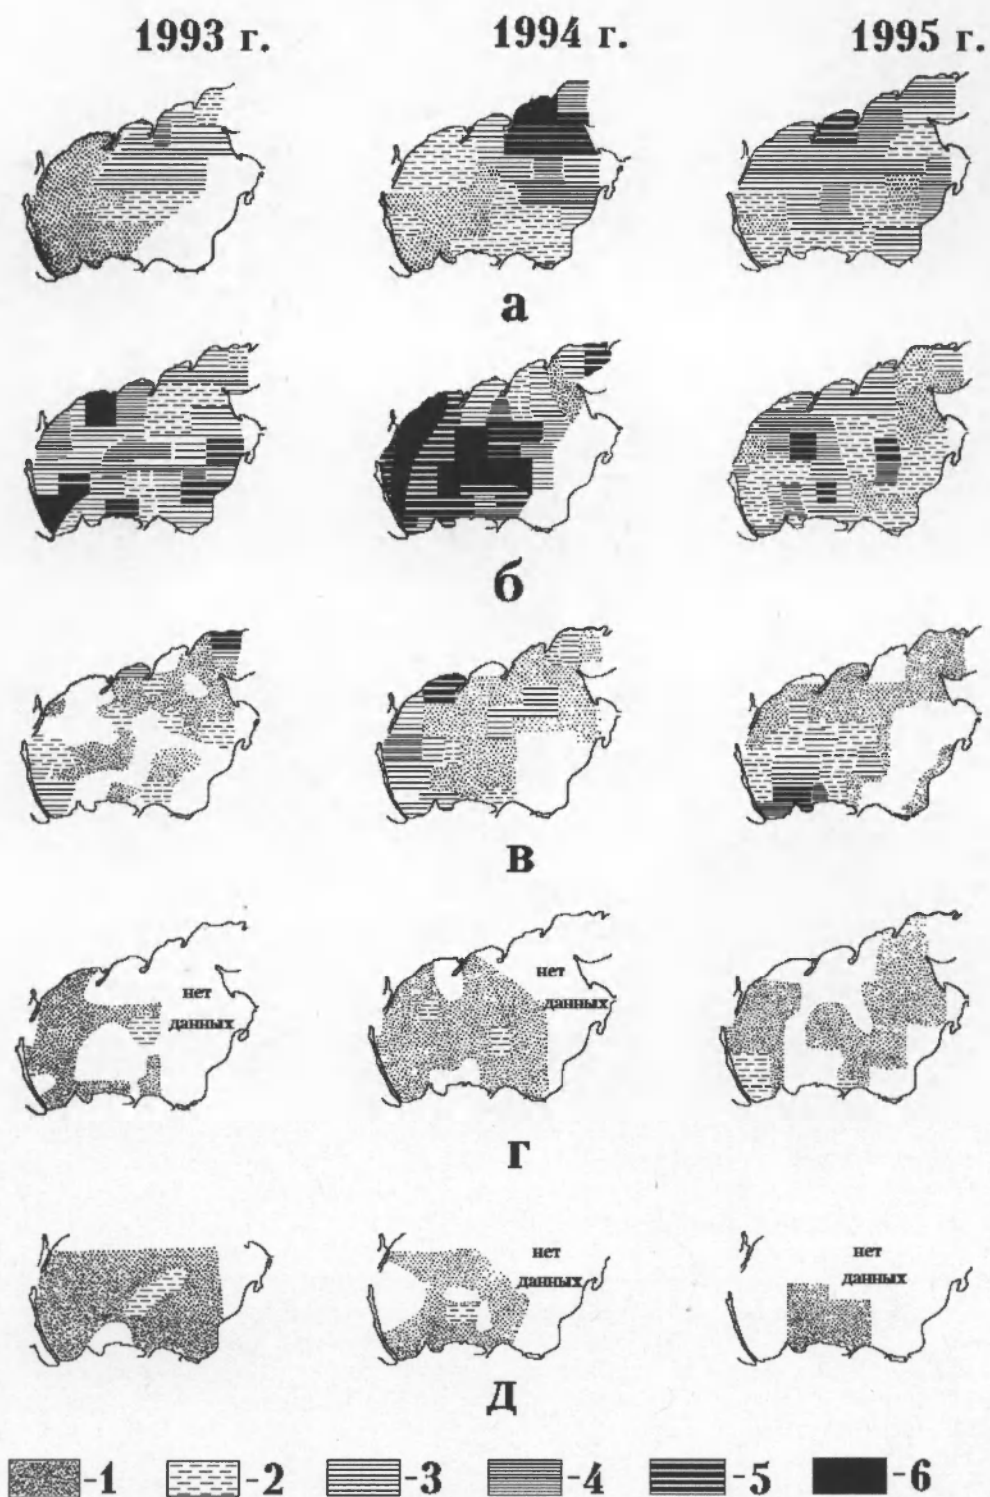 1993 г. 1994 г. 1995 г.
а
б
в
нет
данных
нет
данных
г
нет
данных
нет
данных
д
-1 -2 -3 -4 -5 -6